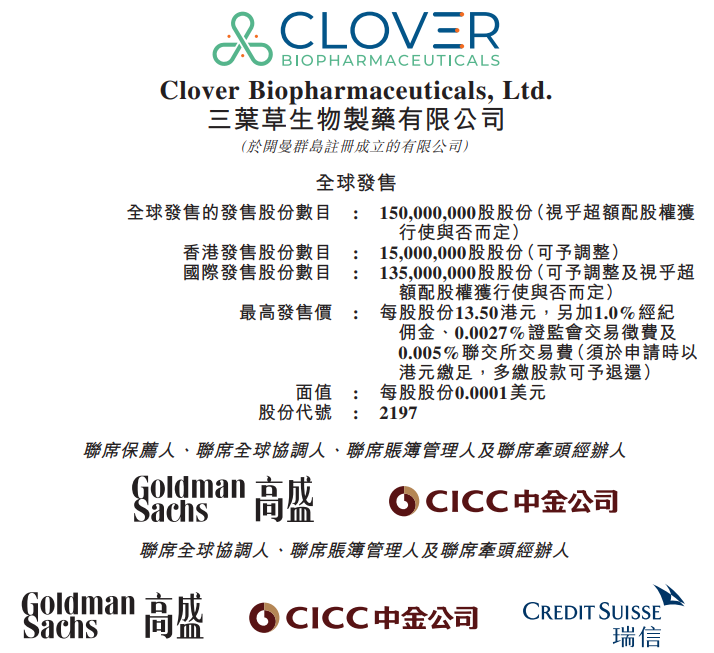 CLOVER
BIOPHARMACEUTICALS
Clover Biopharmaceuticals, Ltd.
三葉草生物製藥有限公司
(於開曼群島註冊成立的有限公司)
全球發售
全球發售的發售股份數目 : 150,000,000股股份(視乎超額配股權獲
行使與否而定)
香港發售股份數目 : 15,000,000股股份(可予調整)
國際發售股份數目 : 135,000,000股股份(可予調整及視乎超
額配股權獲行使與否而定)
最高發售價 : 每股股份13.50港元，另加1.0%經紀
佣金、0.0027%證監會交易徵費及
0.005%聯交所交易費(須於申請時以
港元繳足，多繳股款可予退還)
面值 : 每股股份0.0001美元
股份代號 : 2197
聯席保薦人、聯席全球協調人、聯席賬簿管理人及聯席牽頭經辦人
Goldman
Sachs 高盛
CICC中金公司
聯席全球協調人、聯席賬簿管理人及聯席牽頭經辦人
Goldman
Sachs 高盛
CICC中金公司
CREDIT SUISSE
瑞信